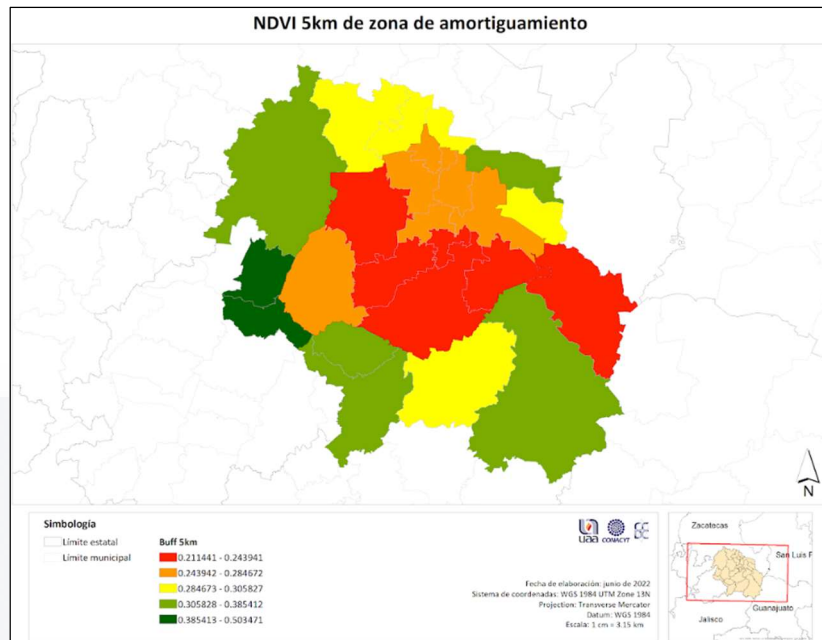 NDVI 5km de zona de amortiguamiento
N
Simbología
Límite estatal
Límite municipal
Buff 5km
0.211441 - 0.243941
0.243942 - 0.284672
0.284673 - 0.305827
0.305828 - 0.385412
0.385413 - 0.503471
uaa
CONACYT
Fecha de elaboración: junio de 2022
Sistema de coordenadas: WGS 1984 UTM Zone 13N
Projection: Transverse Mercater
Datum: WGS 1984
Escala: 1 cm = 3.15 km
Zacatecas
San Luis P
Guanajuato
Jalisco